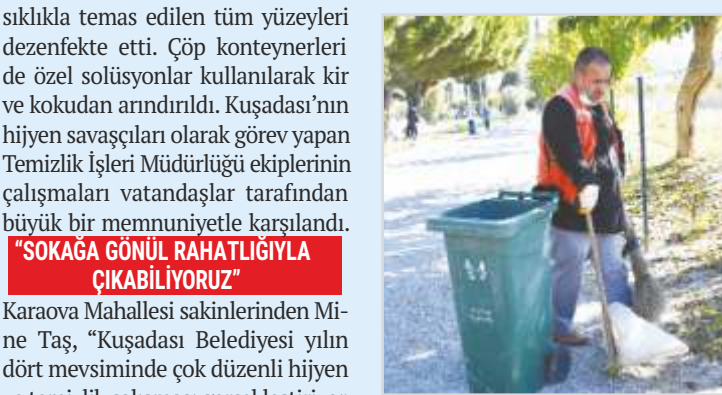 sıklıkla temas edilen tüm yüzeyleri
dezenfekte etti. Çöp konteynerleri
de özel solüsyonlar kullanılarak kir
ve kokudan arındırıldı. Kuşadası’nın
hijyen savaşçıları olarak görev yapan
Temizlik İşleri Müdürlüğü ekiplerinin
çalışmaları vatandaşlar tarafından
büyük bir memnuniyetle karşılandı.
“SOKAĞA GÖNÜL RAHATLIĞIYLA
ÇIKABİLİYORUZ”
Karaova Mahallesi sakinlerinden Mi-
ne Taş, “Kuşadası Belediyesi yılın
dört mevsiminde çok düzenli hijyen